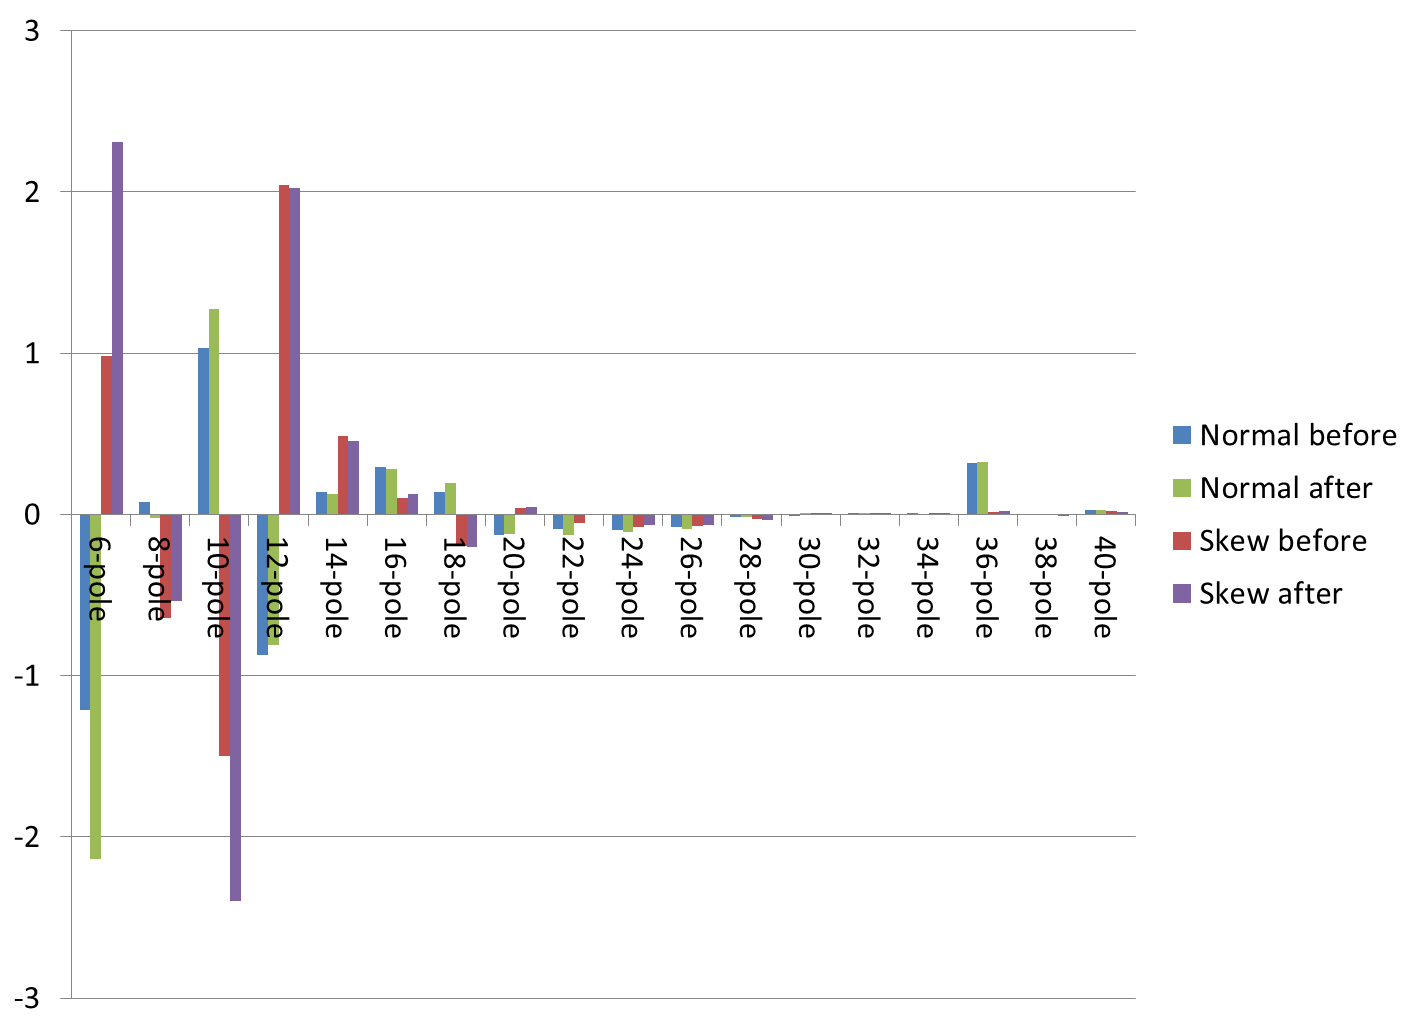 3
2
1
0
-1
-2
-3
6-pole
8-pole
10-pole
12-pole
14-pole
16-pole
18-pole
20-pole
22-pole
24-pole
26-pole
28-pole
30-pole
32-pole
34-pole
36-pole
38-pole
40-pole
Normal before
Normal after
Skew before
Skew after